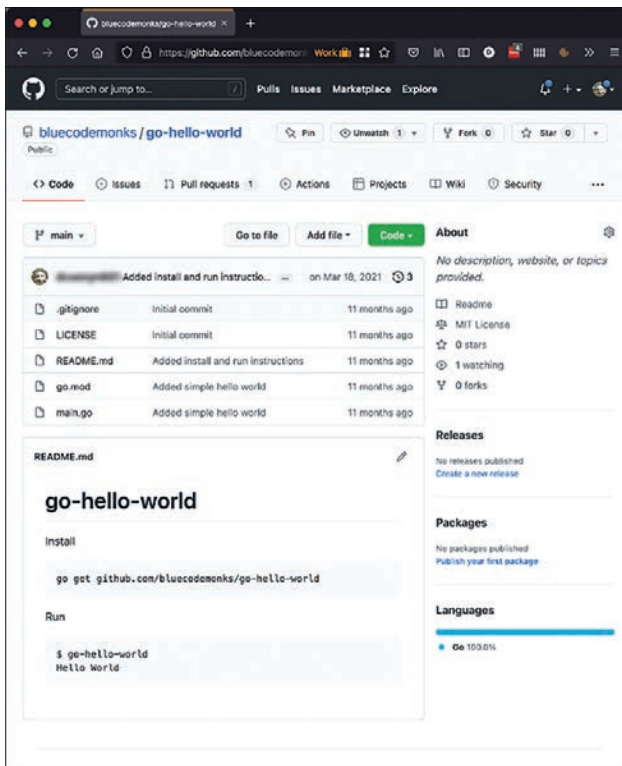 bluecodemonks/go-hello-world ×
+
https://github.com/bluecodemon
Work
Search or jump to...
/
Pulls Issues Marketplace Explore
bluecodemonks / go-hello-world
Pin
Unwatch 1
Fork 0
Star 0
Public
Code
Issues
Pull requests 1
Actions
Projects
Wiki
Security
...
main
Go to file
Add file
Code
Added install and run instructio... ... on Mar 18, 2021 3
.gitignore Initial commit 11 months ago
LICENSE Initial commit 11 months ago
README.md Added install and run instructions 11 months ago
go.mod Added simple hello world 11 months ago
main.go Added simple hello world 11 months ago
README.md
go-hello-world
Install
go get github.com/bluecodemonks/go-hello-world
Run
$ go-hello-world
Hello World
About
No description, website, or topics
provided.
Readme
MIT License
0 stars
1 watching
0 forks
Releases
No releases published
Create a new release
Packages
No packages published
Publish your first package
Languages
Go 100.0%